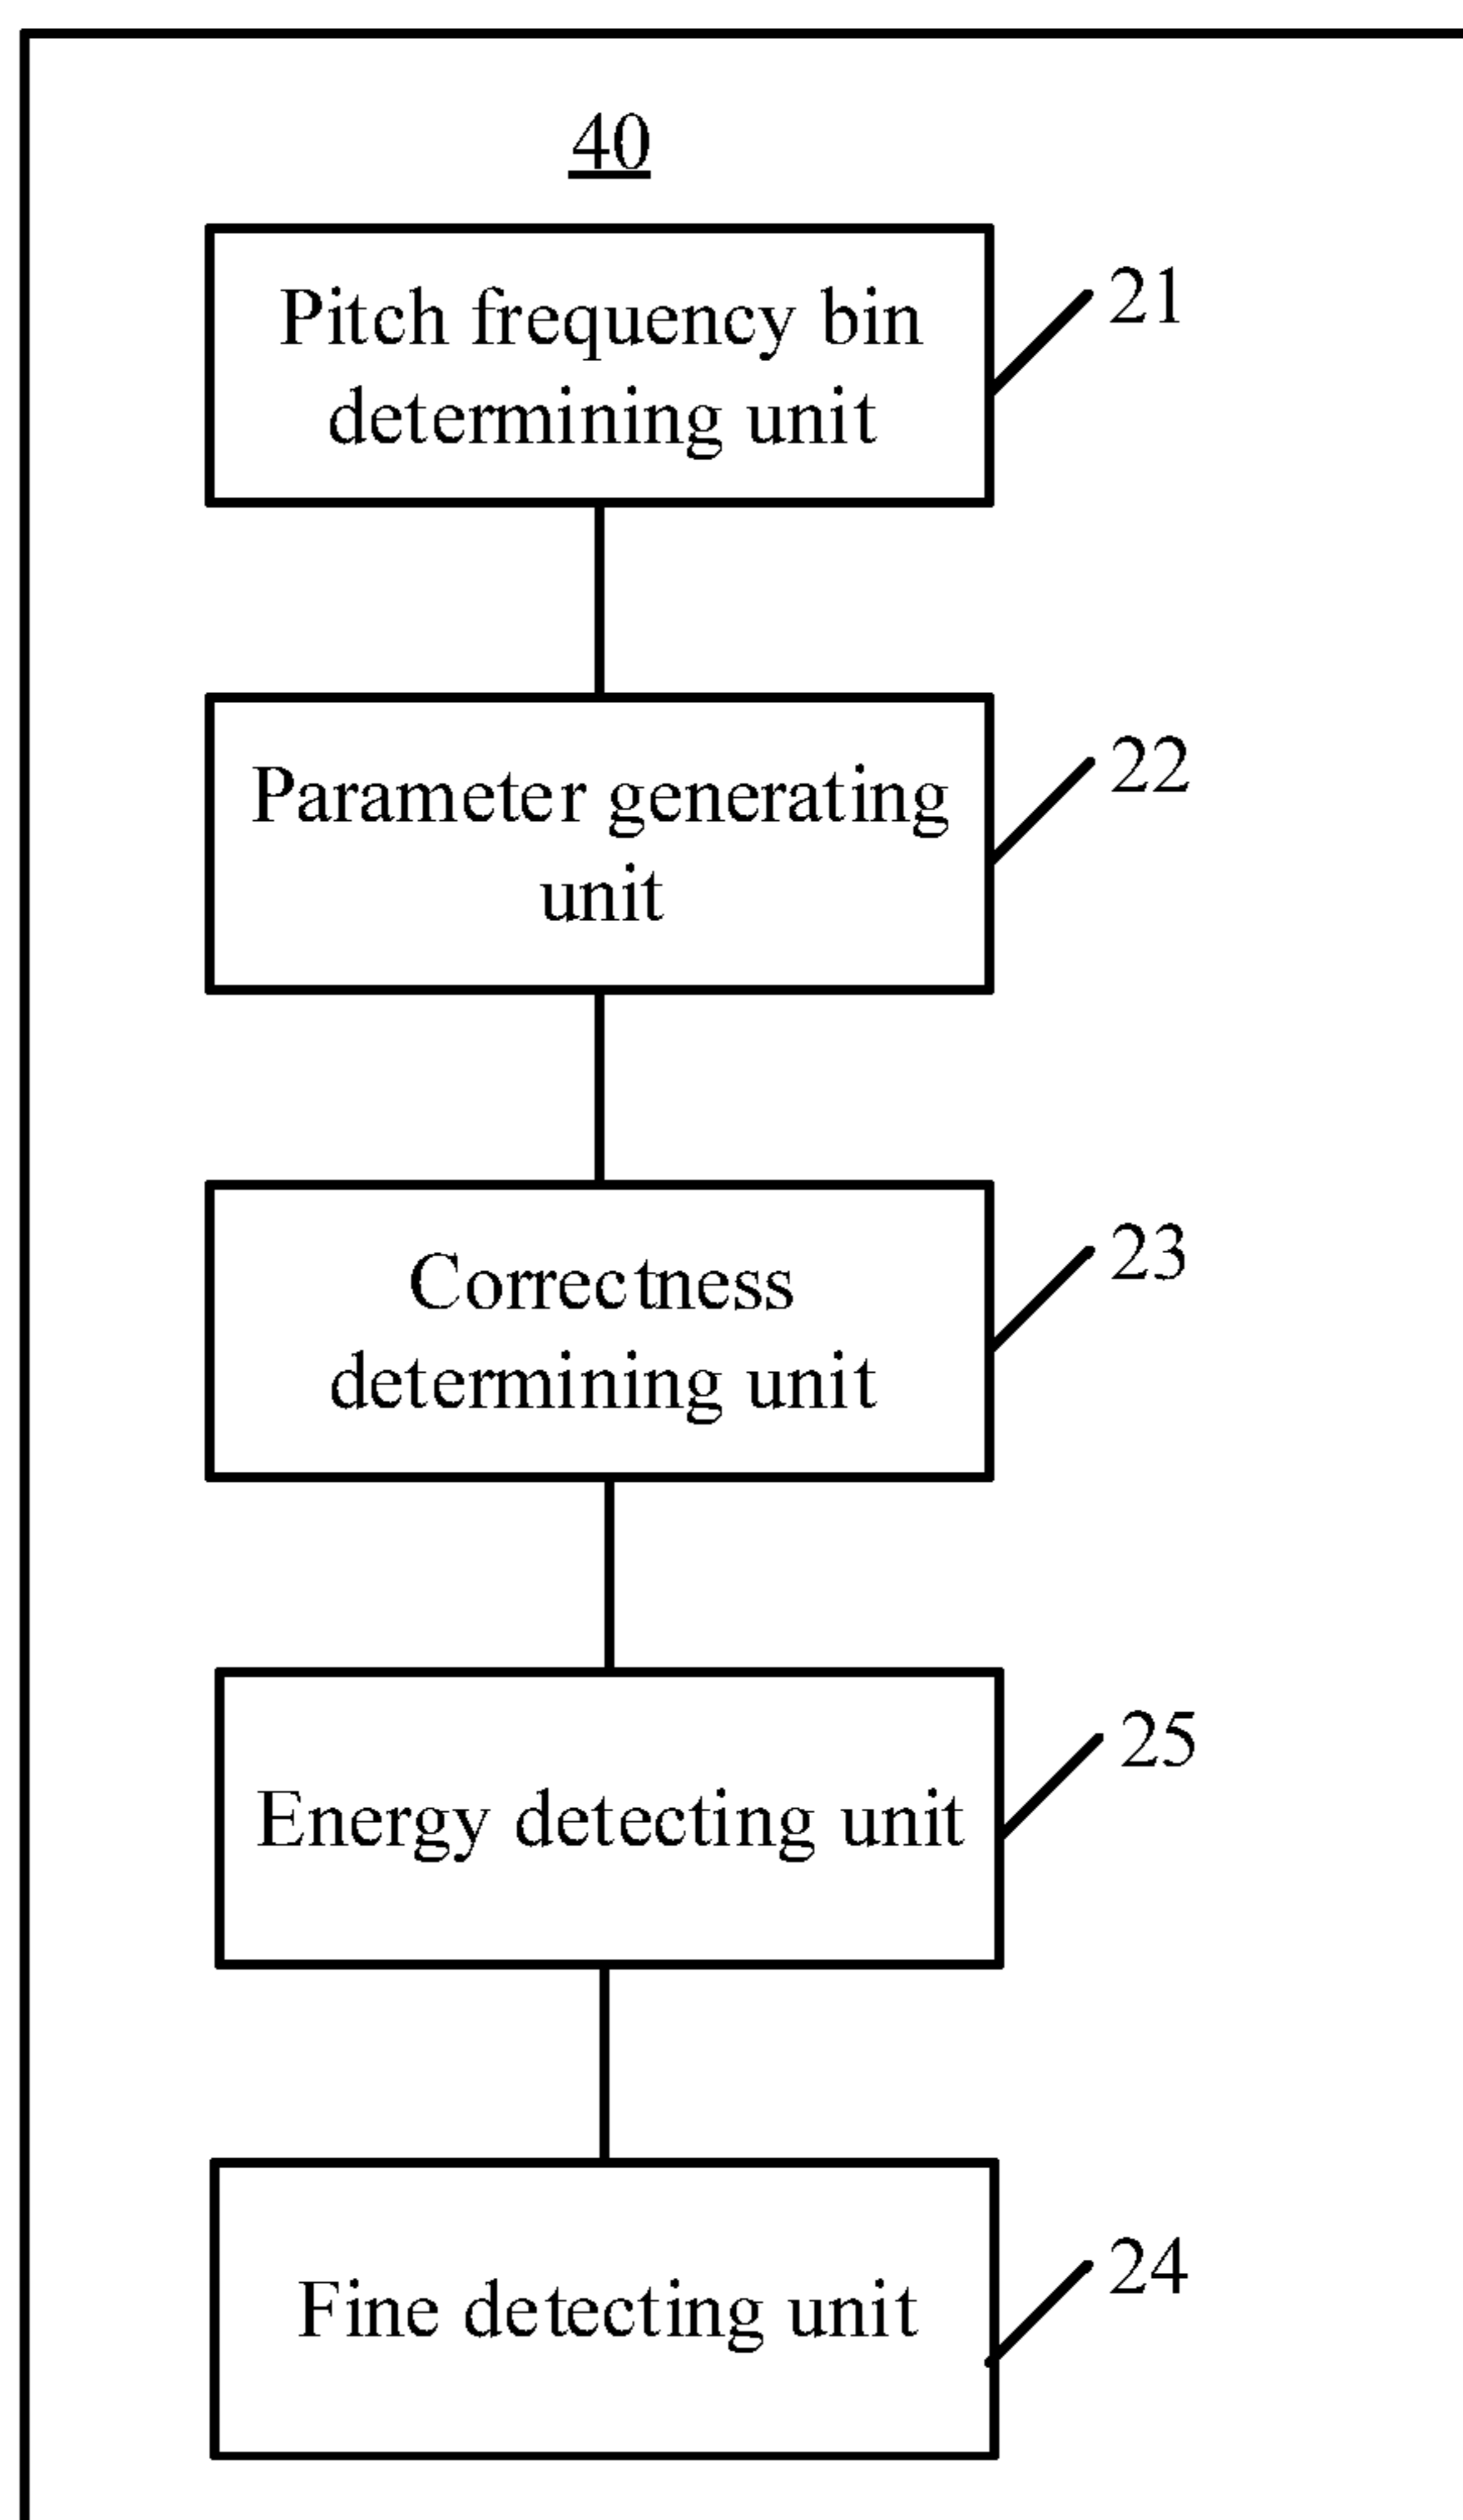 40
Pitch frequency bin
determining unit
21
Parameter generating
unit
22
Correctness
determining unit
23
Energy detecting unit
25
Fine detecting unit
24